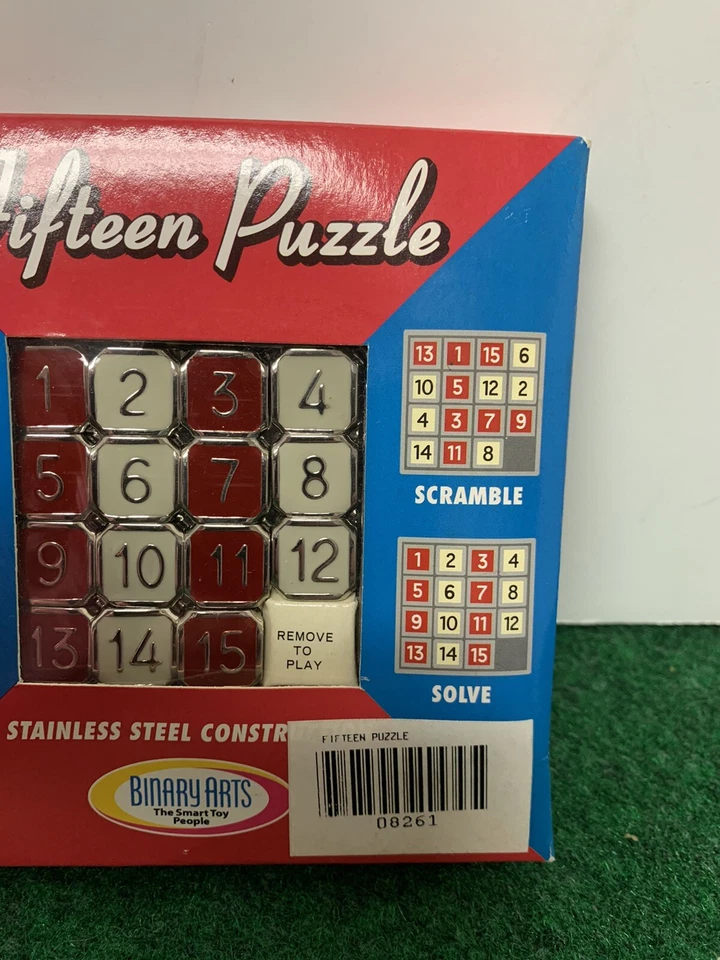 Fifteen Puzzle
1 2 3 4
5 6 7 8
9 10 11 12
13 14 15
REMOVE
TO
PLAY
13 1 15 6
10 5 12 2
4 3 7 9
14 11 8
SCRAMBLE
1 2 3 4
5 6 7 8
9 10 11 12
13 14 15
SOLVE
STAINLESS STEEL CONSTR
BINARY ARTS
The Smart Toy
People
FIFTEEN PUZZLE
08261